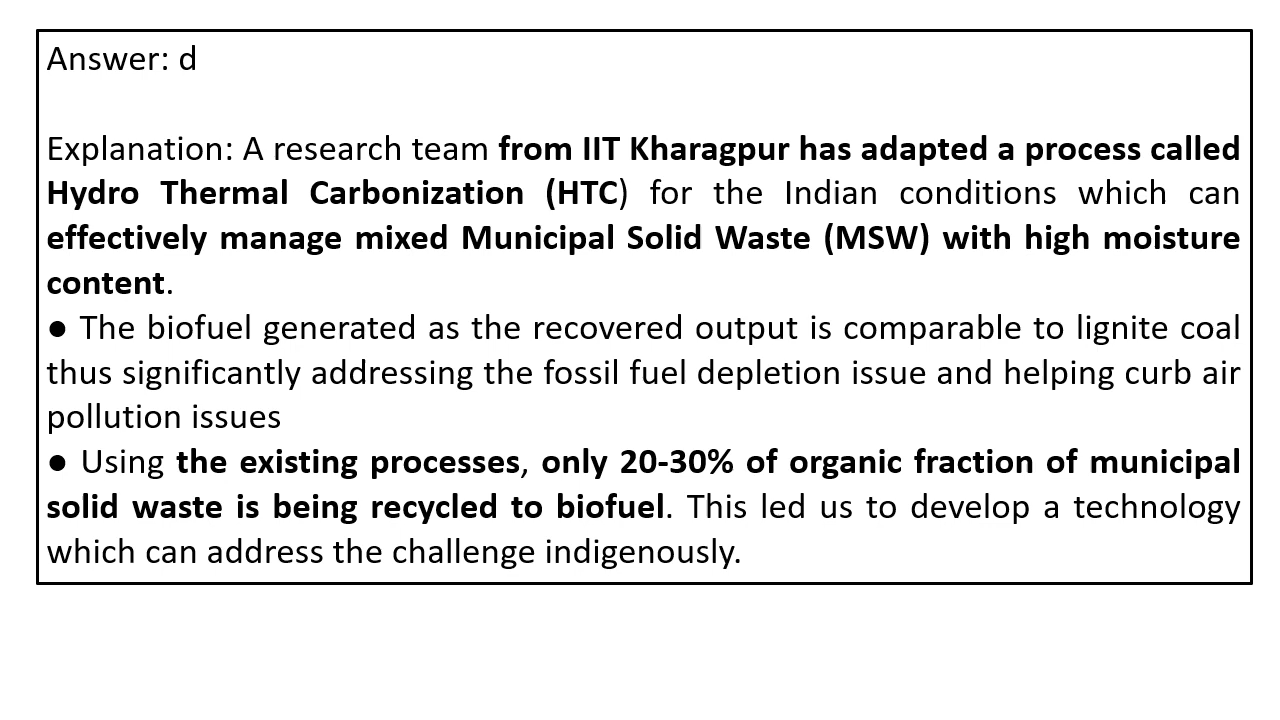 Answer: d
Explanation: A research team from IIT Kharagpur has adapted a process called
Hydro Thermal Carbonization (HTC) for the Indian conditions which can
effectively manage mixed Municipal Solid Waste (MSW) with high moisture
content.
● The biofuel generated as the recovered output is comparable to lignite coal
thus significantly addressing the fossil fuel depletion issue and helping curb air
pollution issues
● Using the existing processes, only 20-30% of organic fraction of municipal
solid waste is being recycled to biofuel. This led us to develop a technology
which can address the challenge indigenously.